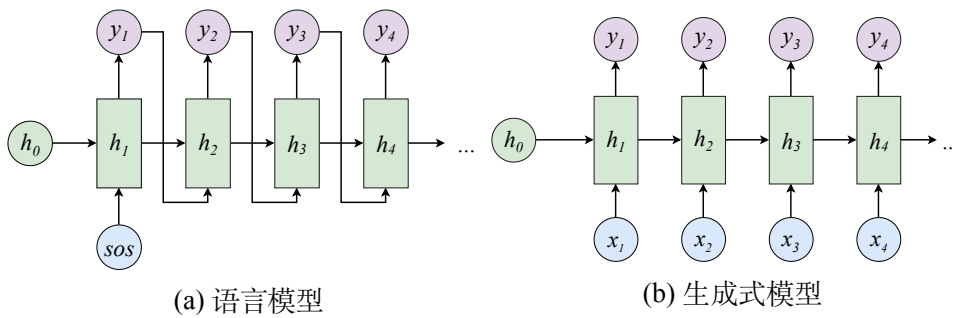 y₁ y₂ y₃ y₄
h₀ h₁ h₂ h₃ h₄ ...
sos
(a) 语言模型
y₁ y₂ y₃ y₄
h₀ h₁ h₂ h₃ h₄ ..
x₁ x₂ x₃ x₄
(b) 生成式模型